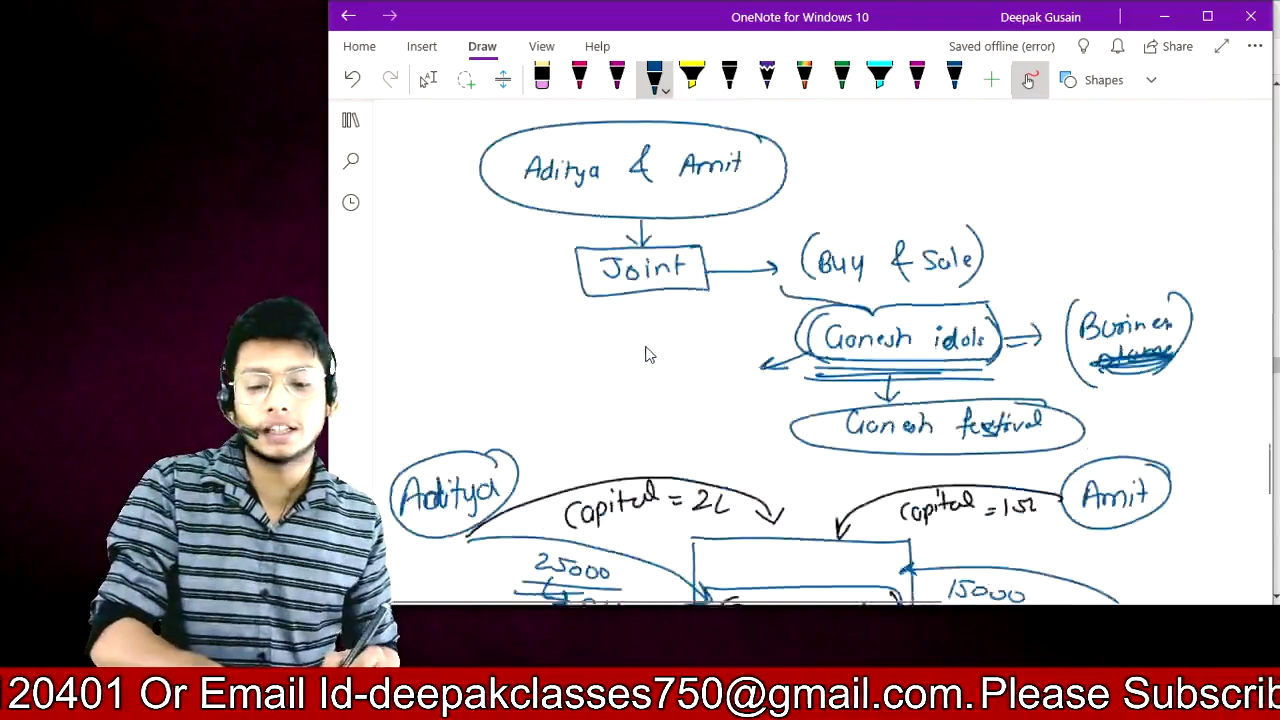 OneNote for Windows 10
Deepak Gusain
Home Insert Draw View Help
Saved offline (error)
Share
Shapes
Aditya & Amit
Joint
(Buy & Sale)
Ganesh idols
Ganesh festival
Aditya
Capital = 2L
Capital = 1.5L
Amit
25000
15000
20401 Or Email Id-deepakclasses750@gmail.com.Please Subscrib